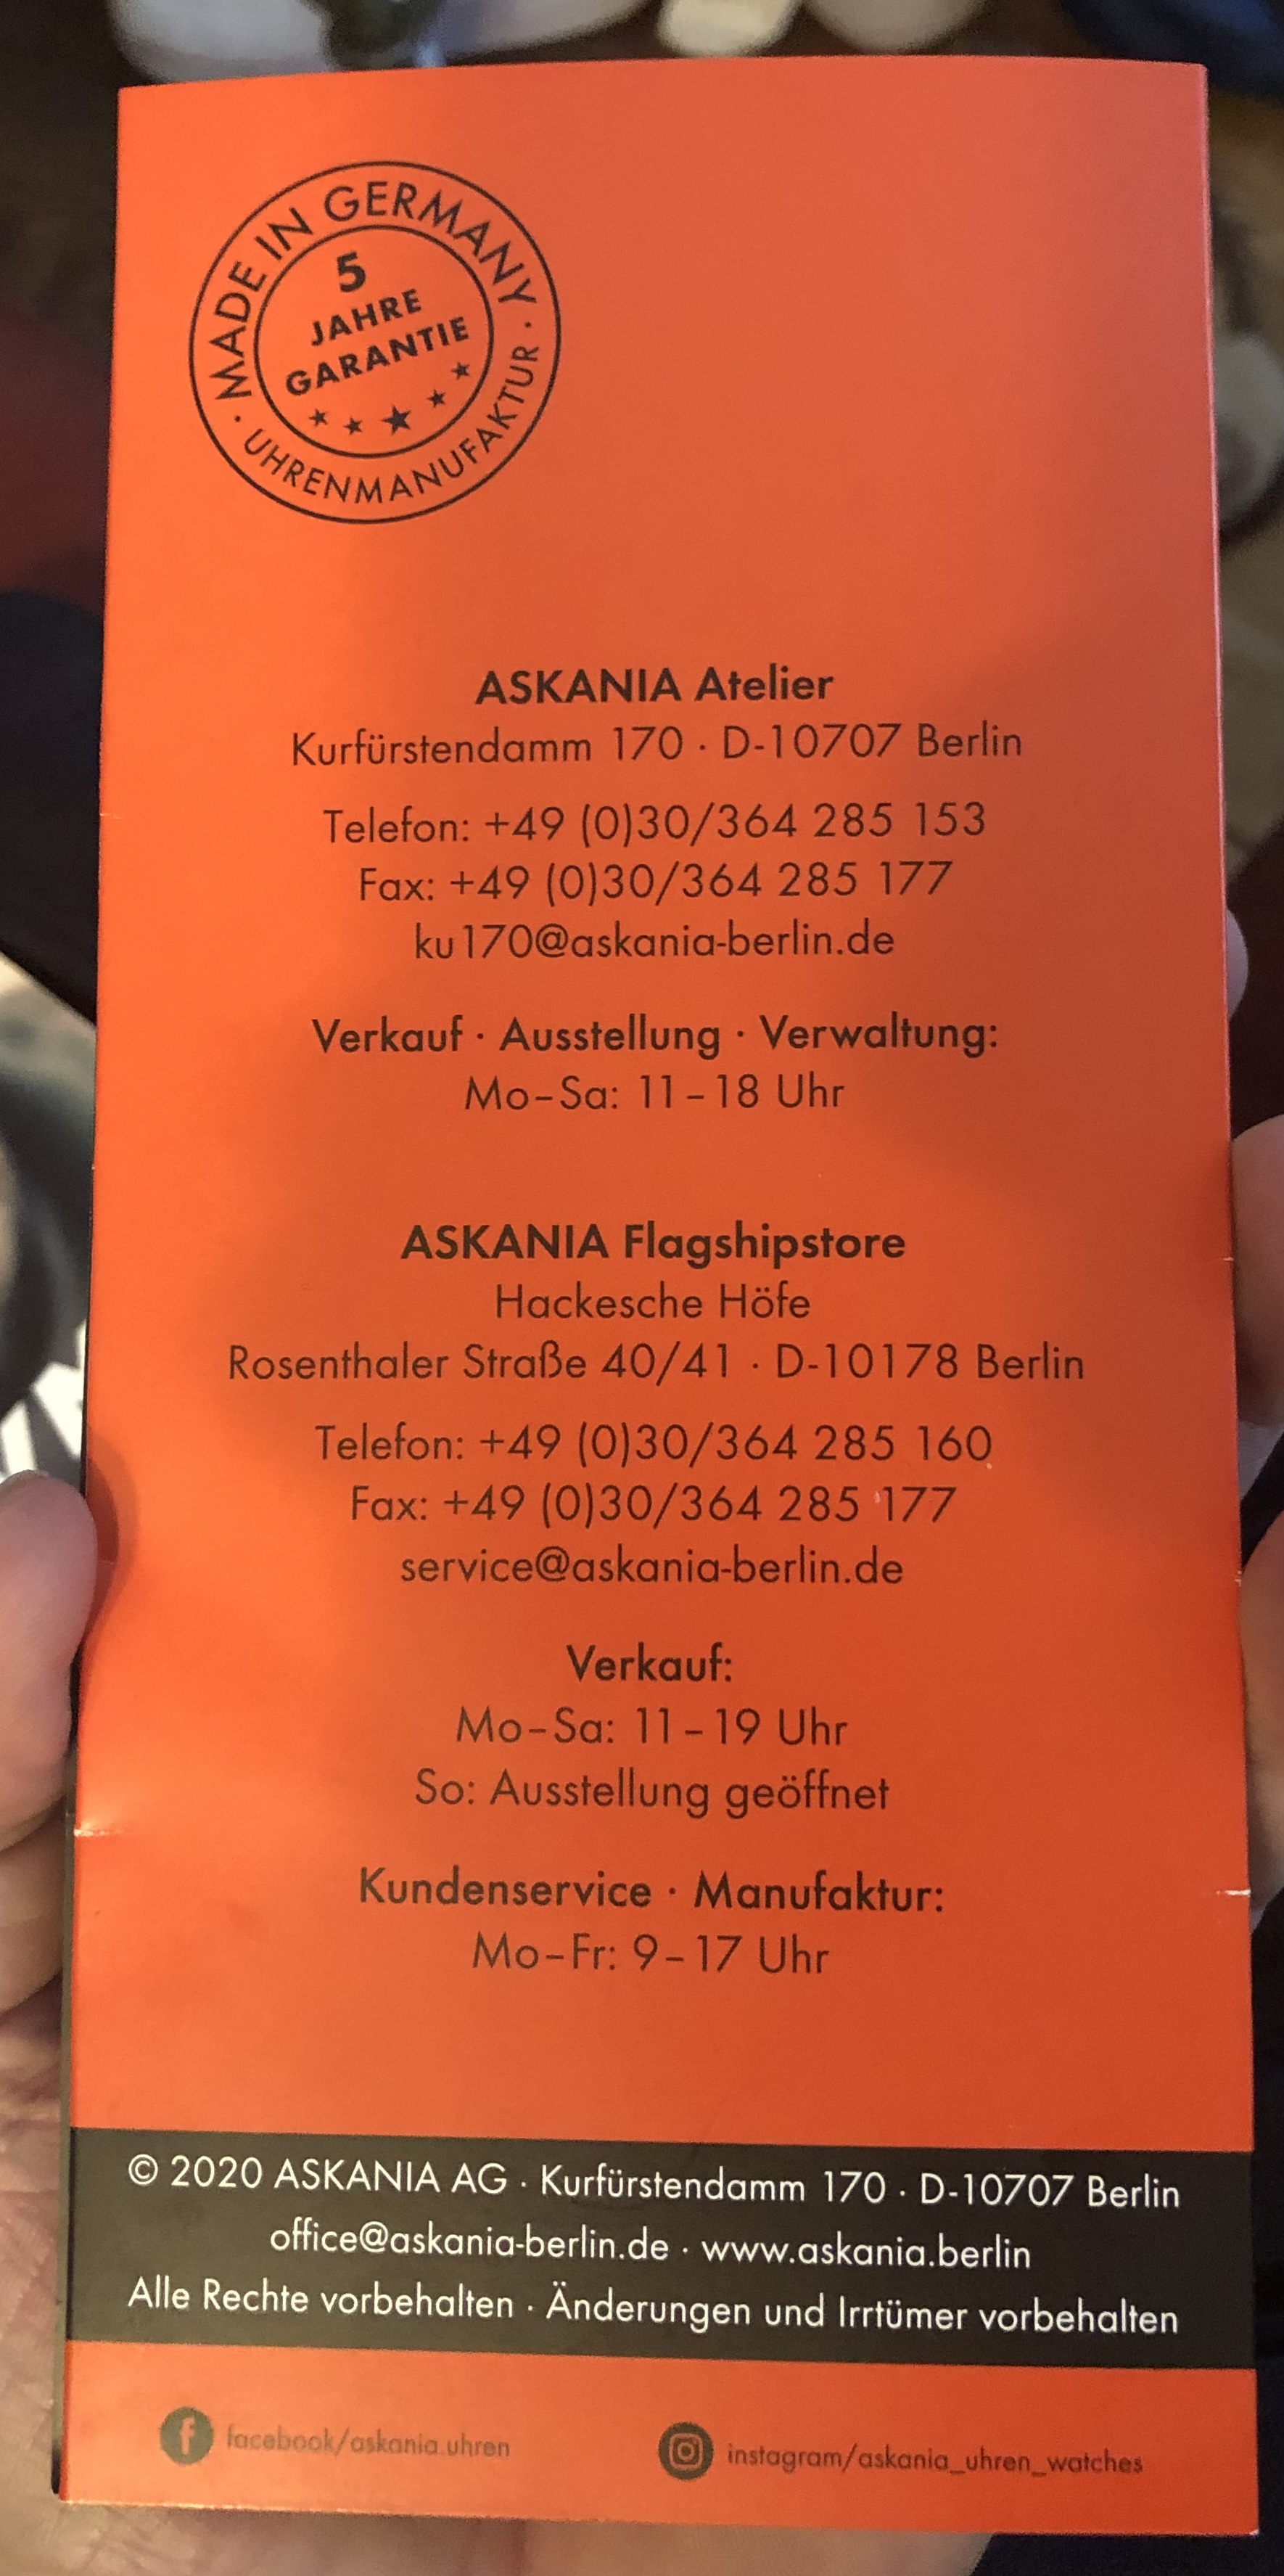 MADE IN GERMANY
5
JAHRE
GARANTIE
· UHRENMANUFAKTUR ·
ASKANIA Atelier
Kurfürstendamm 170 · D-10707 Berlin
Telefon: +49 (0)30/364 285 153
Fax: +49 (0)30/364 285 177
ku170@askania-berlin.de
Verkauf · Ausstellung · Verwaltung:
Mo–Sa: 11 – 18 Uhr
ASKANIA Flagshipstore
Hackesche Höfe
Rosenthaler Straße 40/41 · D-10178 Berlin
Telefon: +49 (0)30/364 285 160
Fax: +49 (0)30/364 285 177
service@askania-berlin.de
Verkauf:
Mo–Sa: 11 – 19 Uhr
So: Ausstellung geöffnet
Kundenservice · Manufaktur:
Mo–Fr: 9 – 17 Uhr
© 2020 ASKANIA AG · Kurfürstendamm 170 · D-10707 Berlin
office@askania-berlin.de · www.askania.berlin
Alle Rechte vorbehalten · Änderungen und Irrtümer vorbehalten
facebook/askania.uhren
instagram/askania_uhren_watches